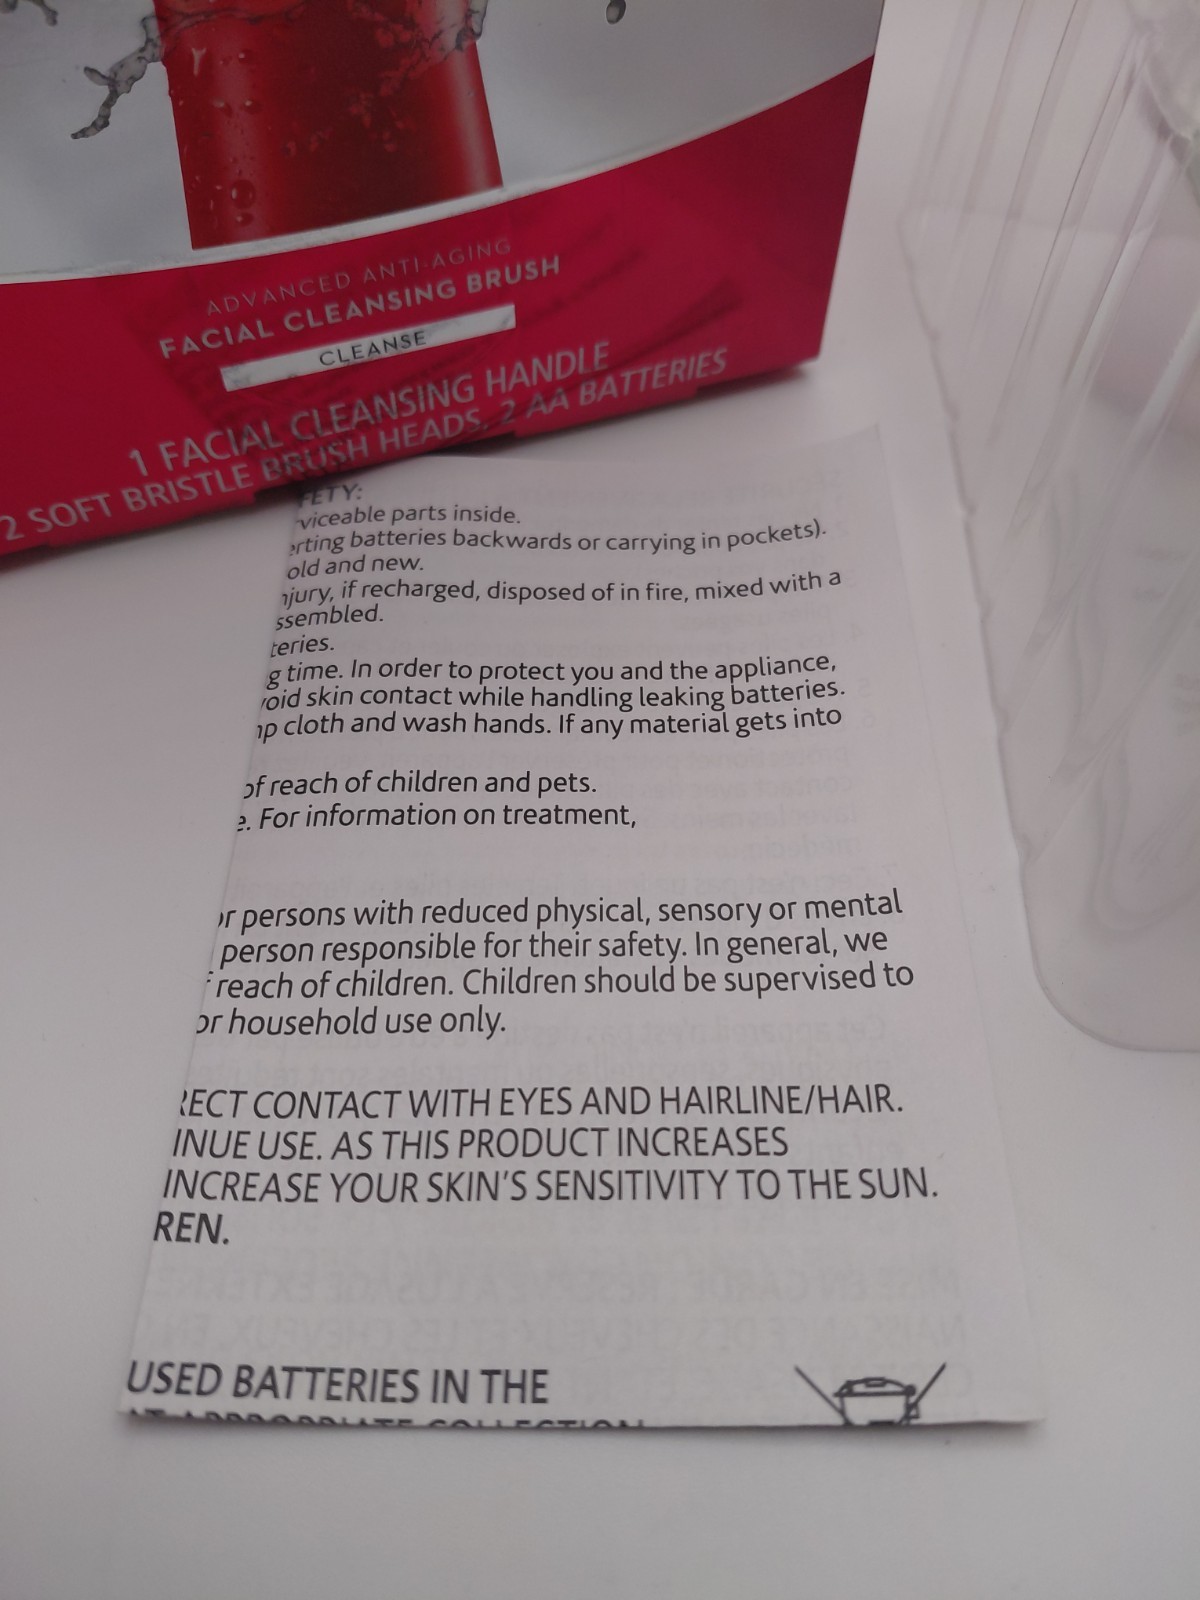 ADVANCED ANTI-AGING
FACIAL CLEANSING BRUSH
CLEANSE
1 FACIAL CLEANSING HANDLE
2 SOFT BRISTLE BRUSH HEADS, 2 AA BATTERIES
FETY:
viceable parts inside.
erting batteries backwards or carrying in pockets).
old and new.
njury, if recharged, disposed of in fire, mixed with a
ssembled.
teries.
g time. In order to protect you and the appliance,
void skin contact while handling leaking batteries.
mp cloth and wash hands. If any material gets into
of reach of children and pets.
e. For information on treatment,
or persons with reduced physical, sensory or mental
person responsible for their safety. In general, we
f reach of children. Children should be supervised to
or household use only.
RECT CONTACT WITH EYES AND HAIRLINE/HAIR.
INUE USE. AS THIS PRODUCT INCREASES
INCREASE YOUR SKIN'S SENSITIVITY TO THE SUN.
REN.
USED BATTERIES IN THE
AT APPROPRIATE COLLECTION